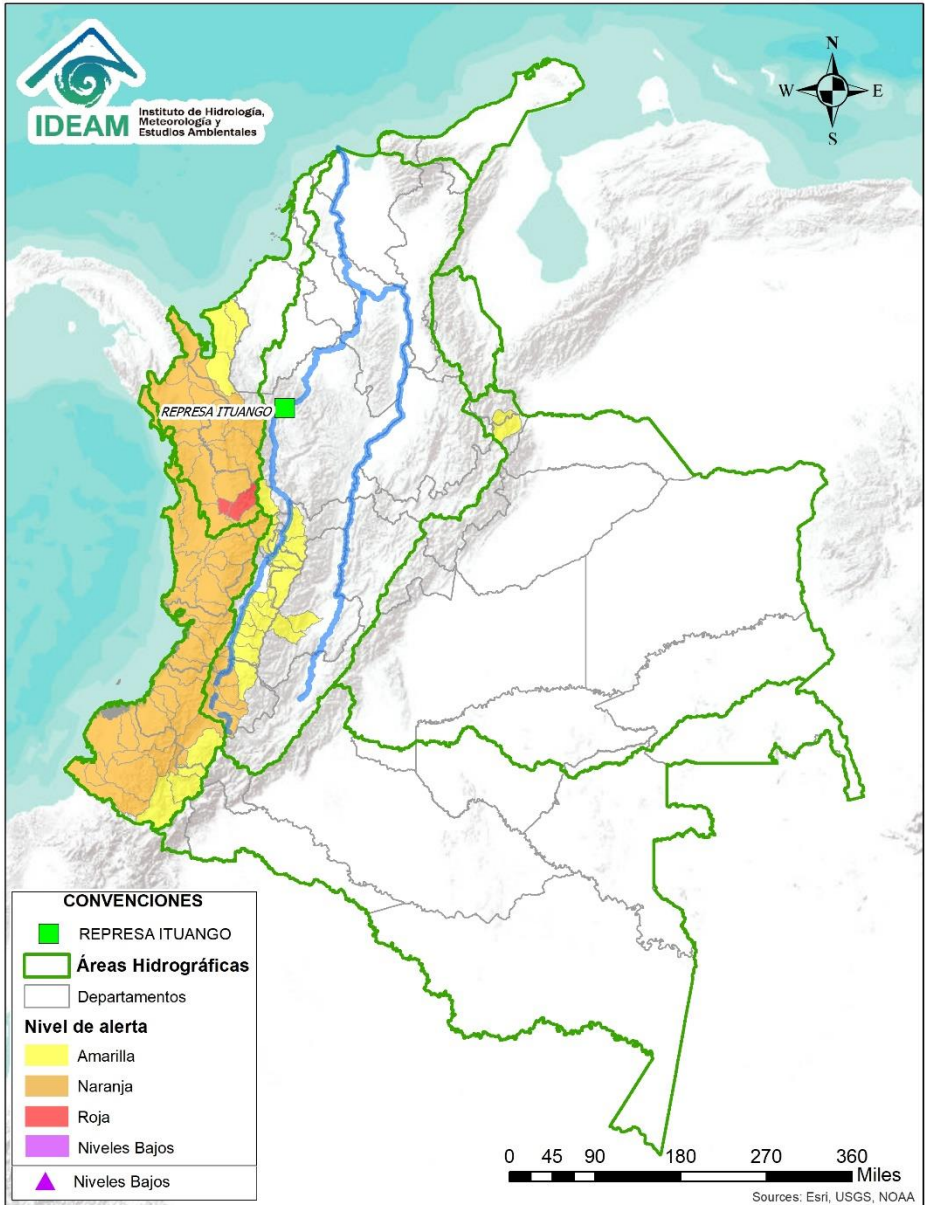 IDEAM
Instituto de Hidrología,
Meteorología y
Estudios Ambientales
N
W
E
S
REPRESA ITUANGO
CONVENCIONES
REPRESA ITUANGO
Áreas Hidrográficas
Departamentos
Nivel de alerta
Amarilla
Naranja
Roja
Niveles Bajos
Niveles Bajos
0 45 90 180 270 360
Miles
Sources: Esri, USGS, NOAA